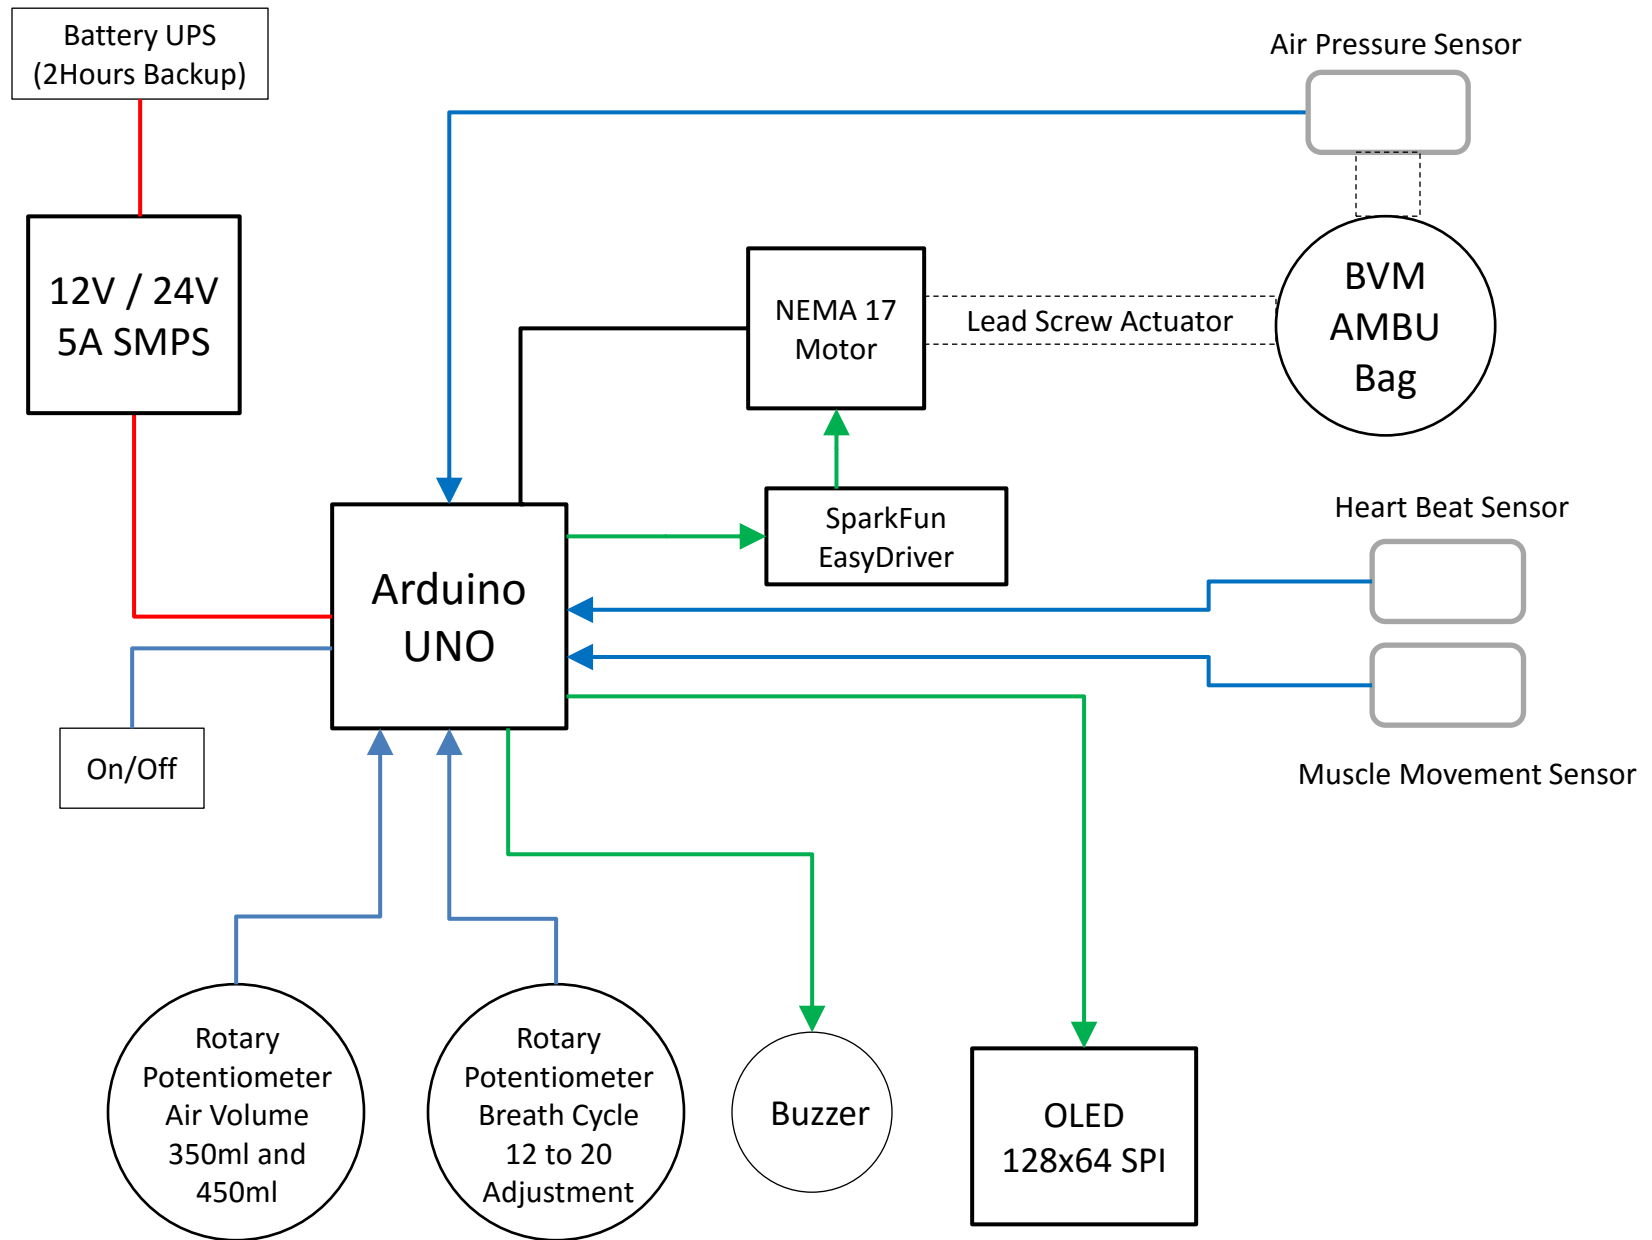 Battery UPS
(2Hours Backup)
Air Pressure Sensor
12V / 24V
5A SMPS
NEMA 17
Motor
Lead Screw Actuator
BVM
AMBU
Bag
SparkFun
EasyDriver
Heart Beat Sensor
Arduino
UNO
On/Off
Muscle Movement Sensor
Rotary
Potentiometer
Air Volume
350ml and
450ml
Rotary
Potentiometer
Breath Cycle
12 to 20
Adjustment
Buzzer
OLED
128x64 SPI